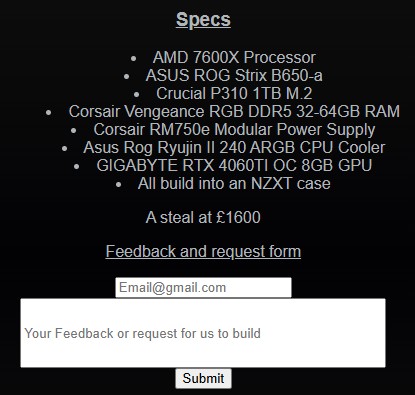 Specs
AMD 7600X Processor
ASUS ROG Strix B650-a
Crucial P310 1TB M.2
Corsair Vengeance RGB DDR5 32-64GB RAM
Corsair RM750e Modular Power Supply
Asus Rog Ryujin II 240 ARGB CPU Cooler
GIGABYTE RTX 4060TI OC 8GB GPU
All build into an NZXT case
A steal at £1600
Feedback and request form
Email@gmail.com
Your Feedback or request for us to build
Submit